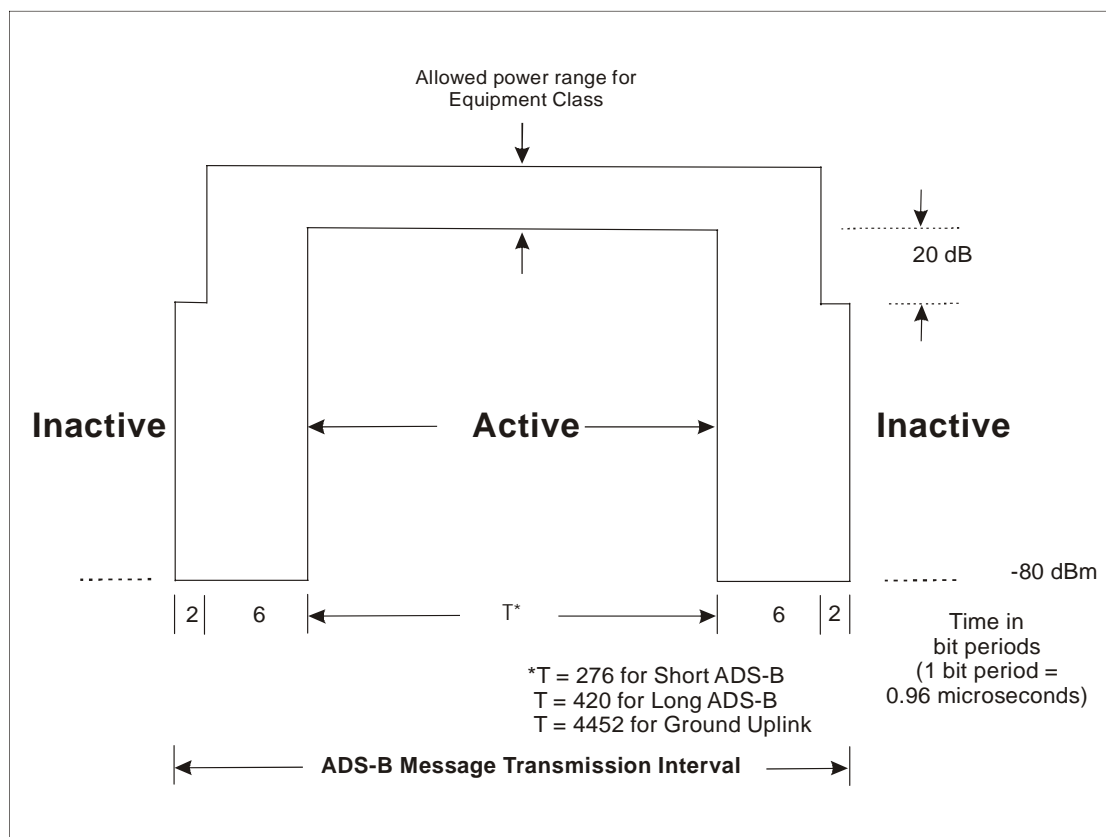 Allowed power range for
Equipment Class
20 dB
Inactive
Active
Inactive
-80 dBm
2
6
T*
6
2
Time in
bit periods
(1 bit period =
0.96 microseconds)
*T = 276 for Short ADS-B
T = 420 for Long ADS-B
T = 4452 for Ground Uplink
ADS-B Message Transmission Interval